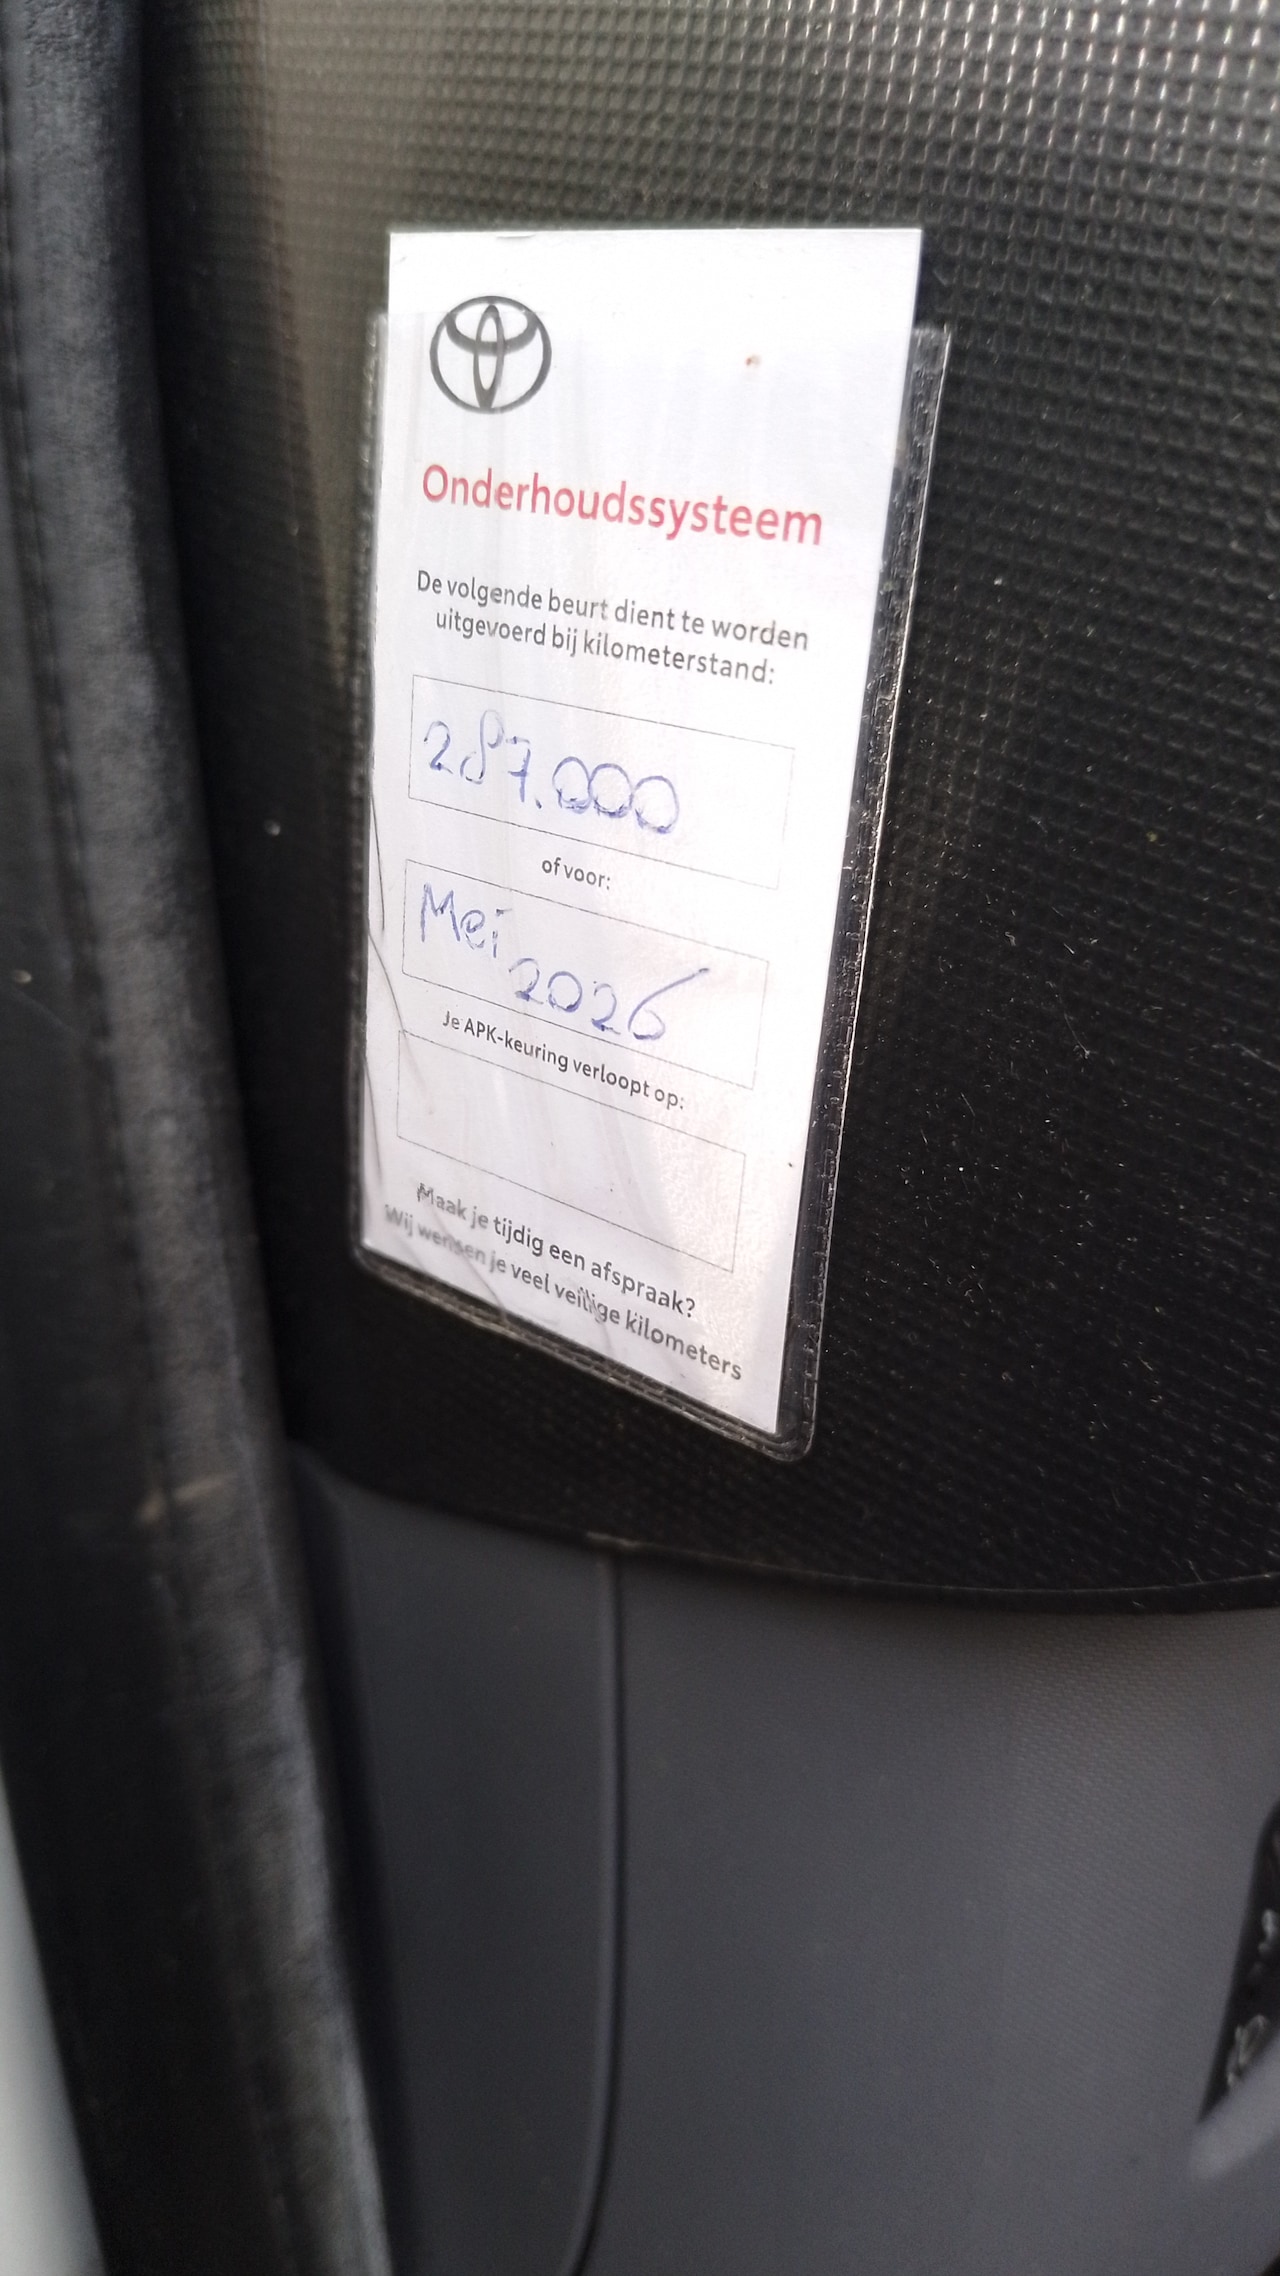 Onderhoudssysteem
De volgende beurt dient te worden
uitgevoerd bij kilometerstand:
287.000
of voor:
Mei
2026
Je APK-keuring verloopt op:
Maak je tijdig een afspraak?
Wij wensen je veel veilige kilometers